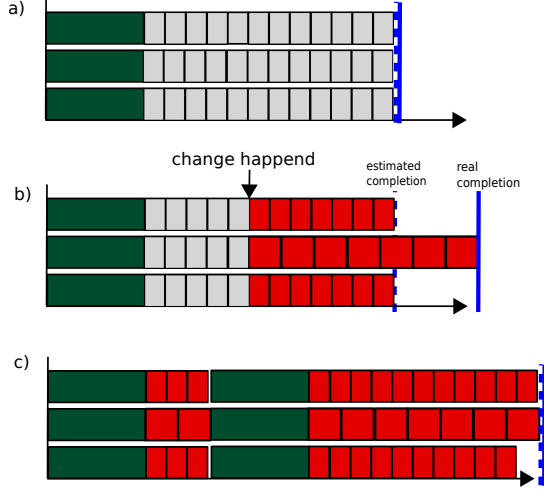 a)
change happend
estimated
completion
real
completion
b)
c)